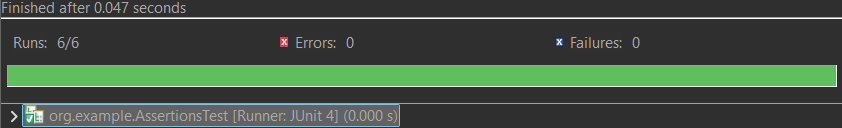 Finished after 0.047 seconds
Runs: 6/6 Errors: 0 Failures: 0
org.example.AssertionsTest [Runner: JUnit 4] (0.000 s)